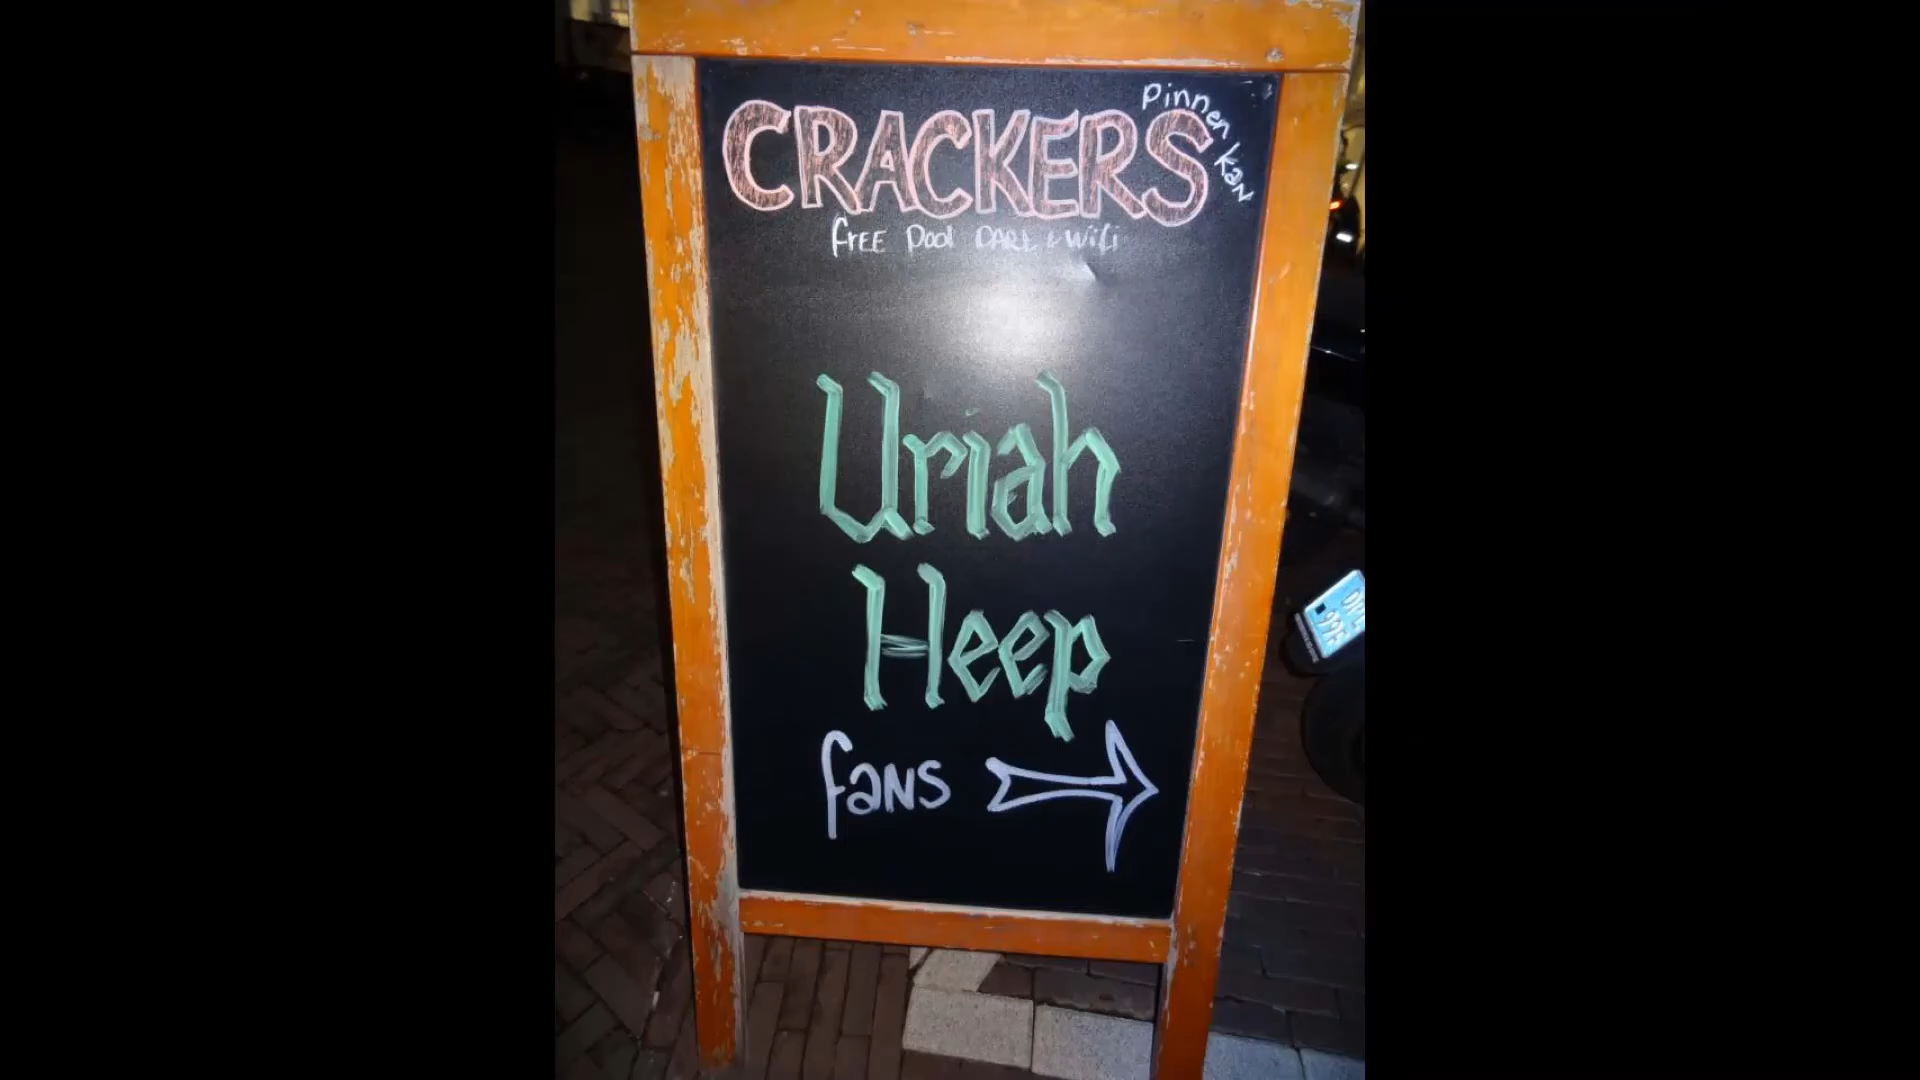 CRACKERS
Pinnen kan
FREE Pool DART & Wifi
Uriah
Heep
fans